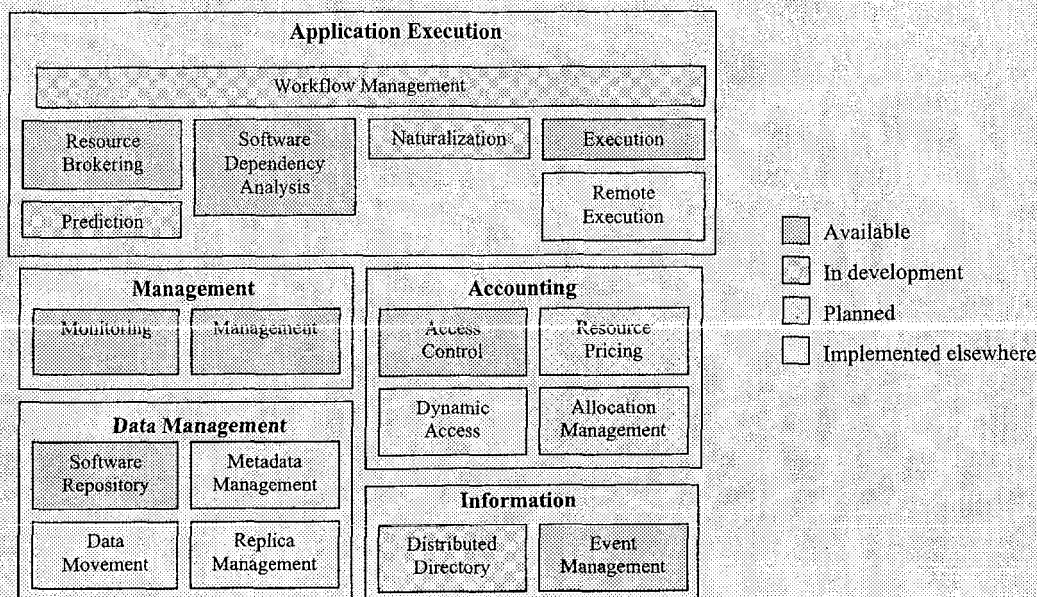 Application Execution
Workflow Management
Resource
Brokering
Software
Dependency
Analysis
Naturalization
Execution
Prediction
Remote
Execution
Available
In development
Planned
Implemented elsewhere
Management
Monitoring
Management
Accounting
Access
Control
Resource
Pricing
Dynamic
Access
Allocation
Management
Data Management
Software
Repository
Metadata
Management
Data
Movement
Replica
Management
Information
Distributed
Directory
Event
Management